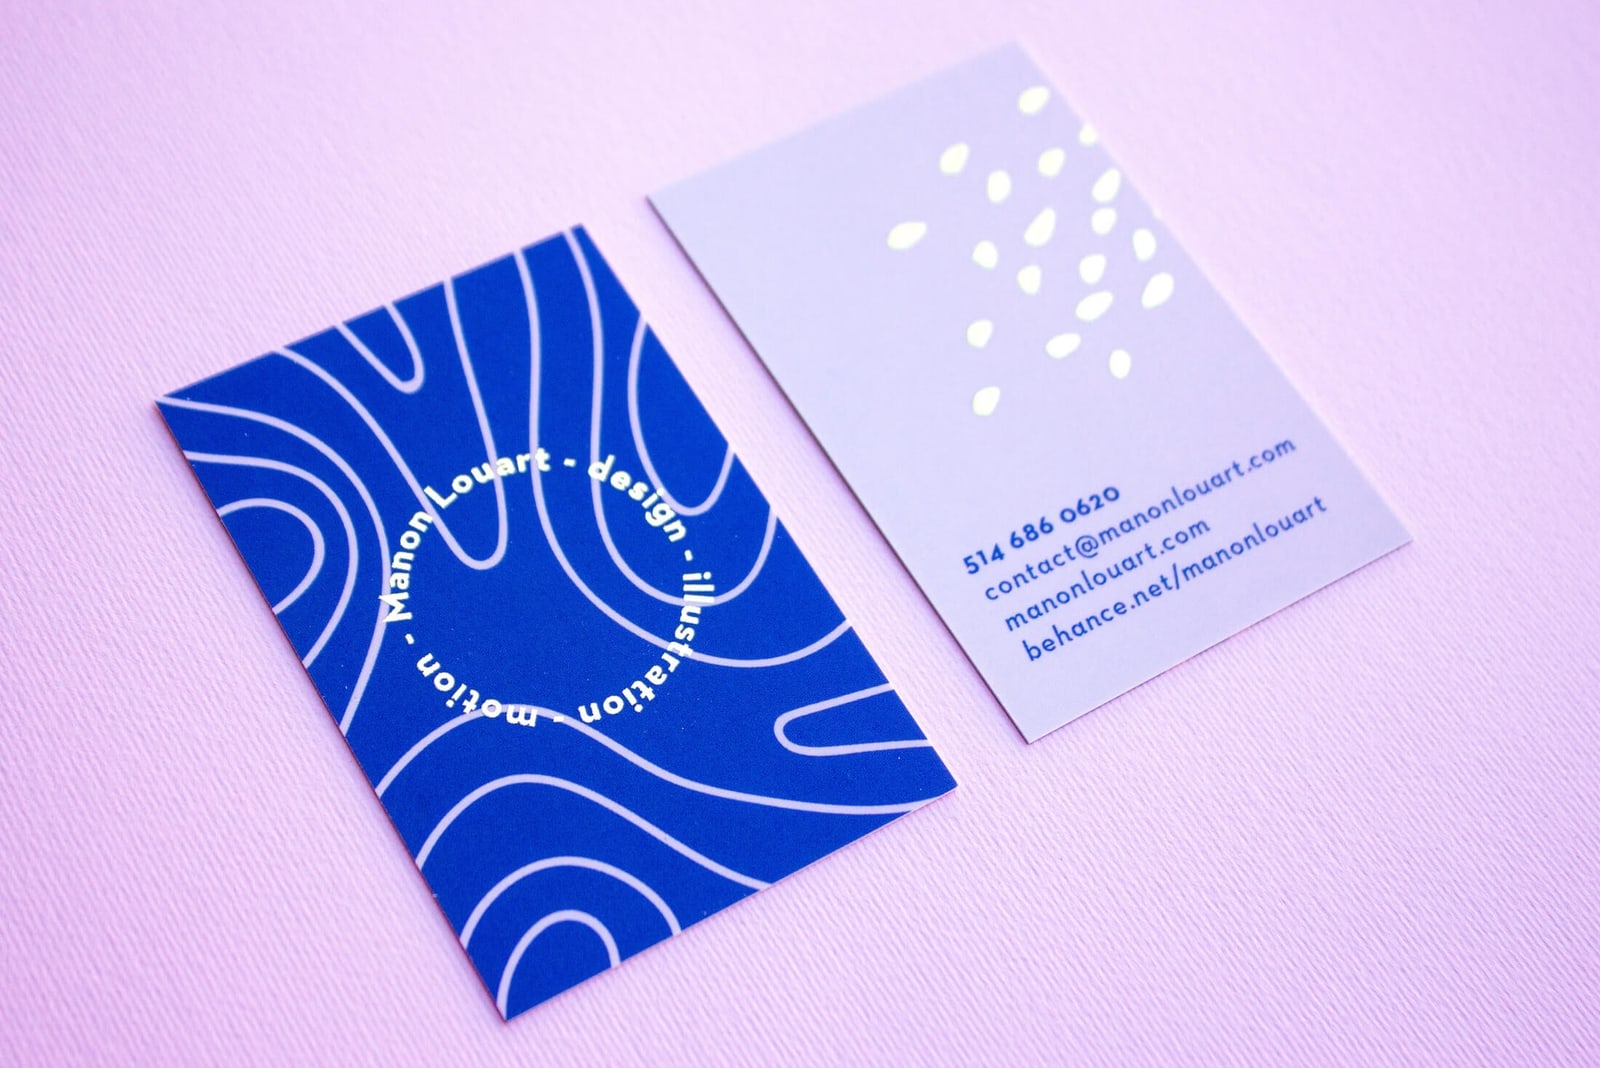 Manon Louart - design - illustration - motion -
514 686 0620
contact@manonlouart.com
manonlouart.com
behance.net/manonlouart